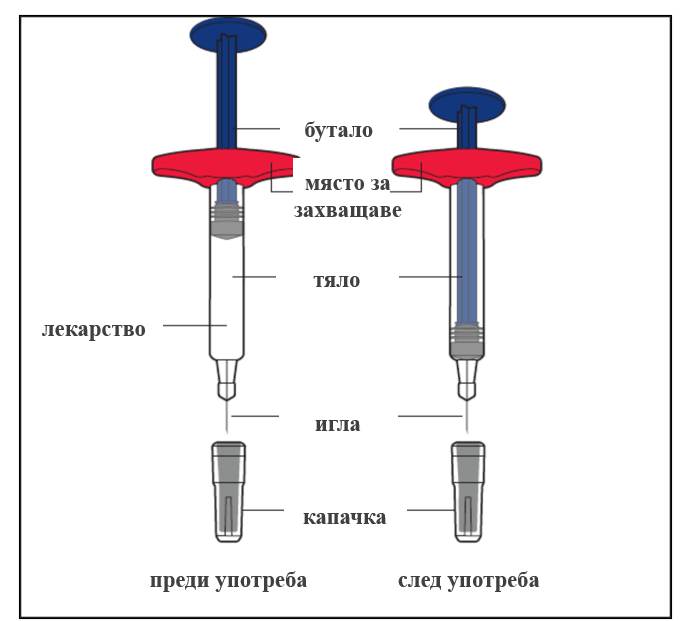 бутало
място за
захващаве
тяло
лекарство
игла
капачка
преди употреба
след употреба